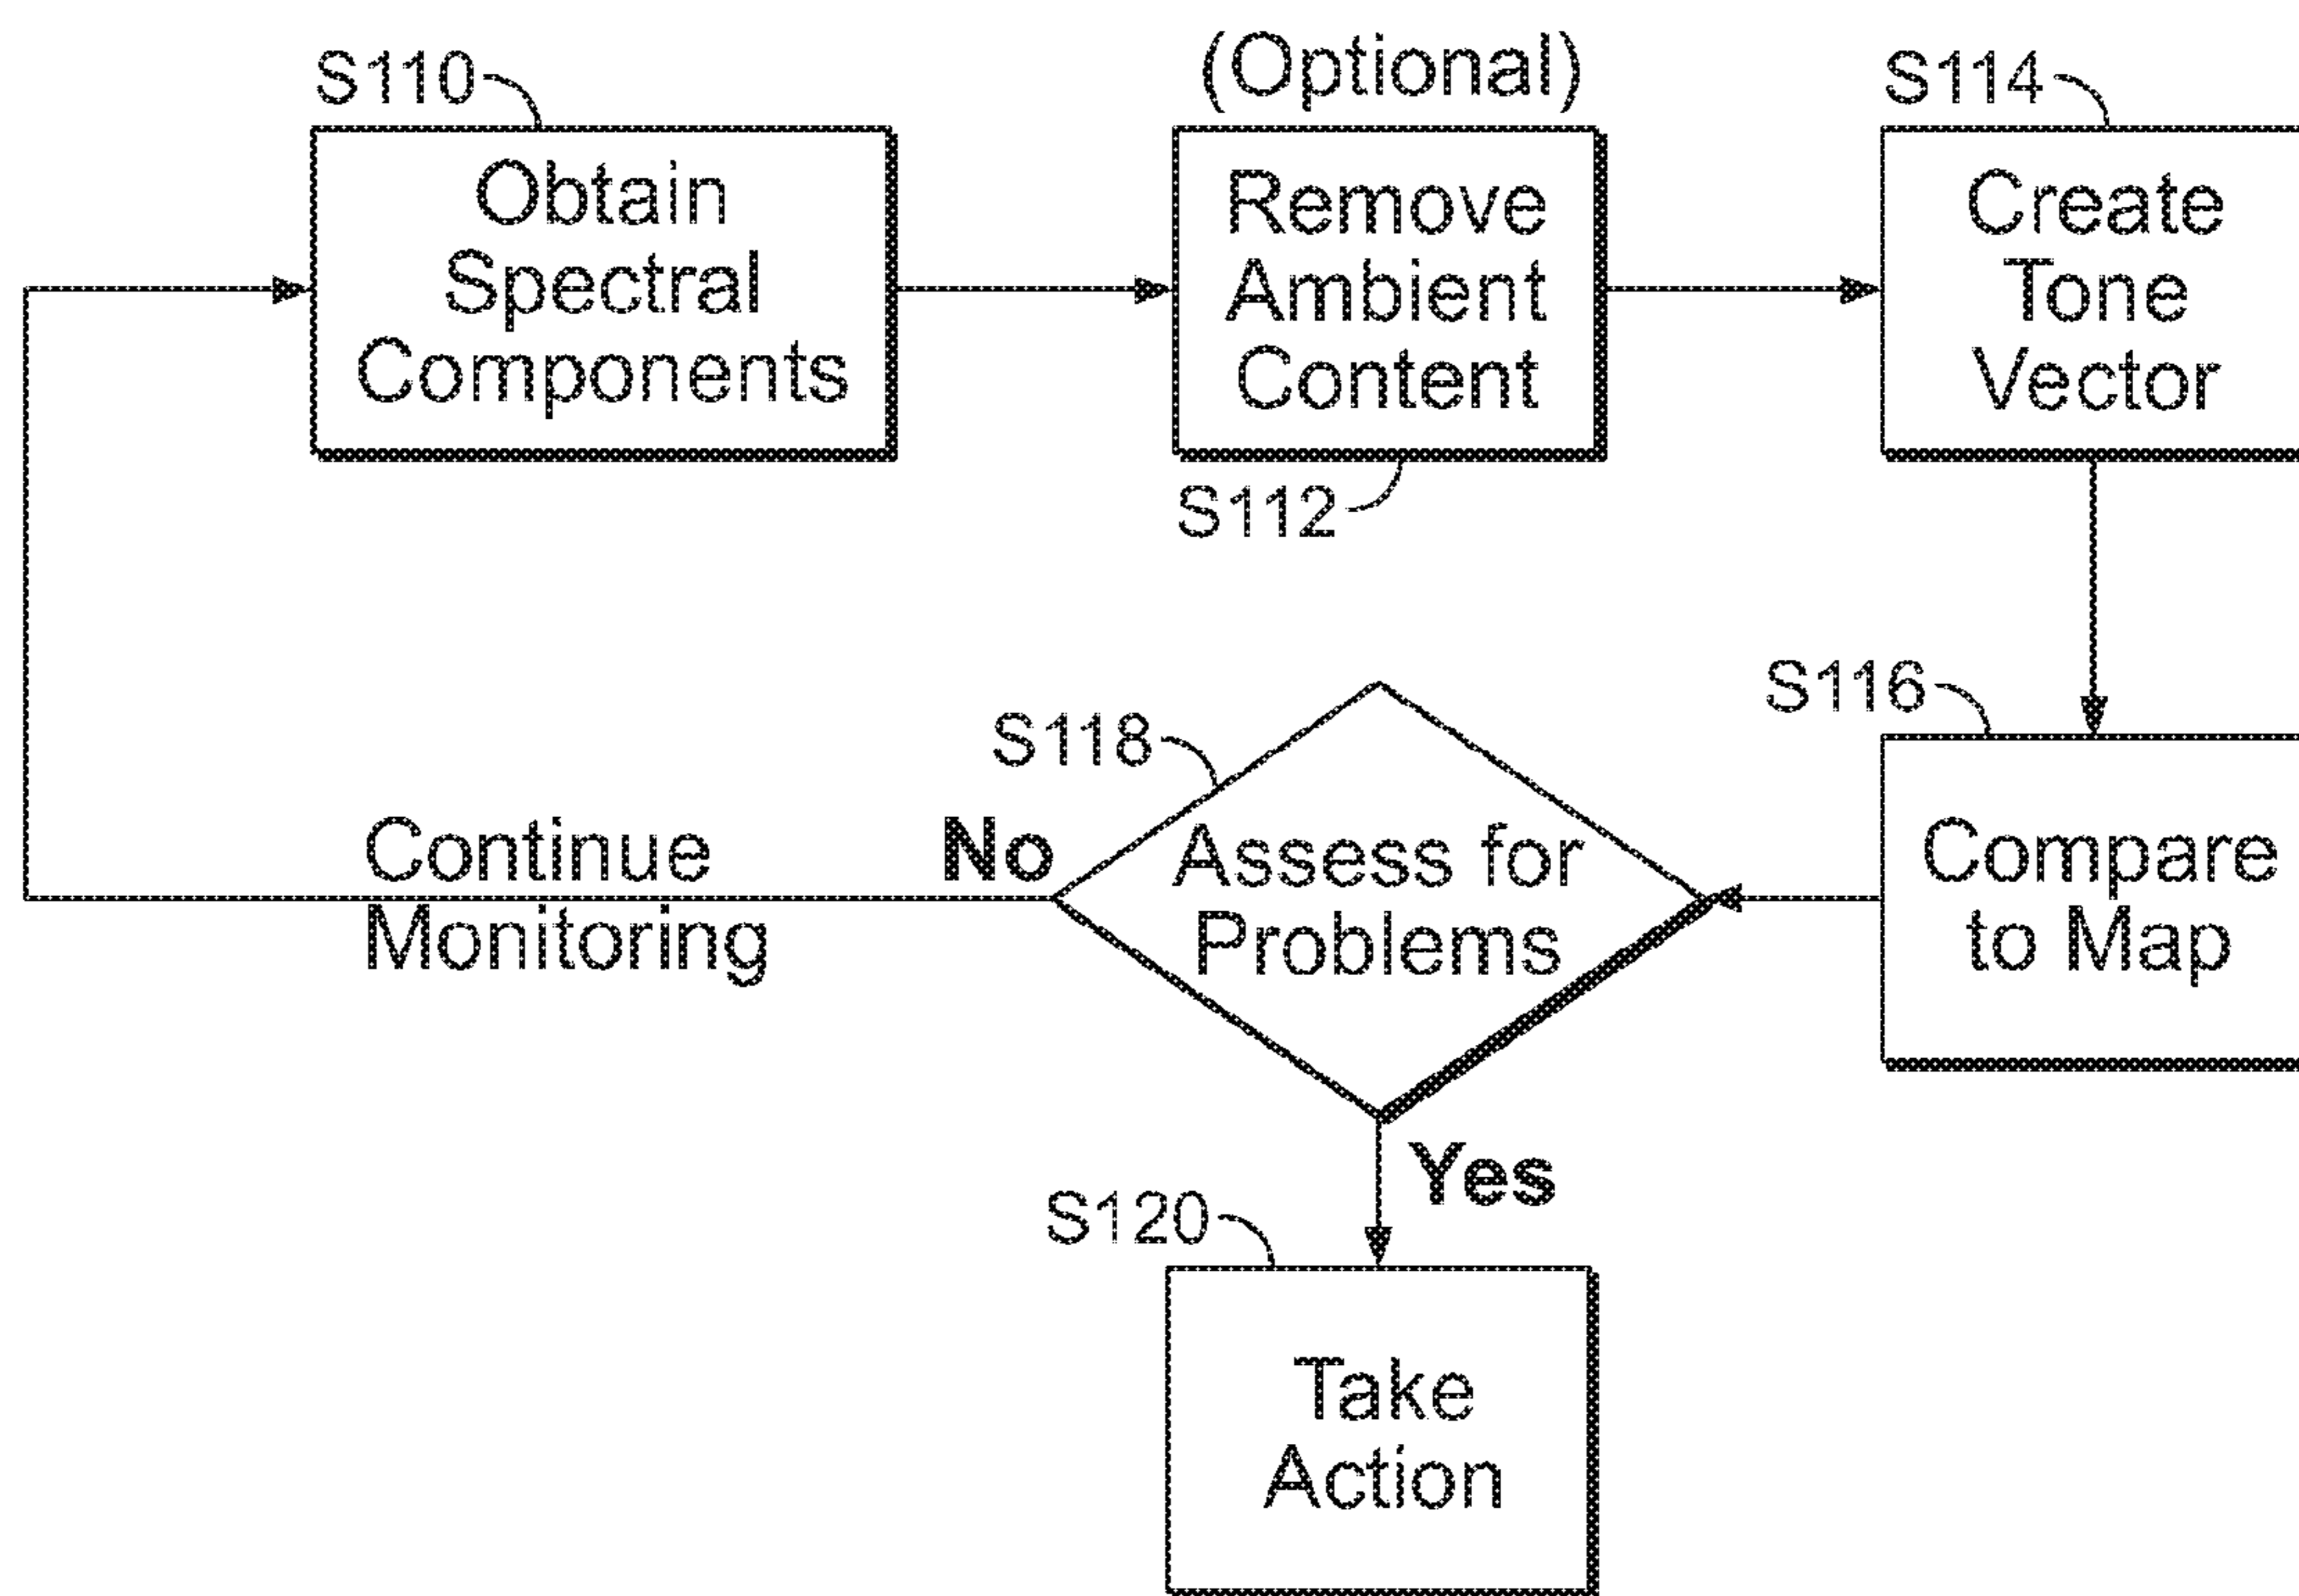 S110
Obtain
Spectral
Components
(Optional)
Remove
Ambient
Content
S112
S114
Create
Tone
Vector
S116
Compare
to Map
S118
Assess for
Problems
No
Continue
Monitoring
Yes
S120
Take
Action